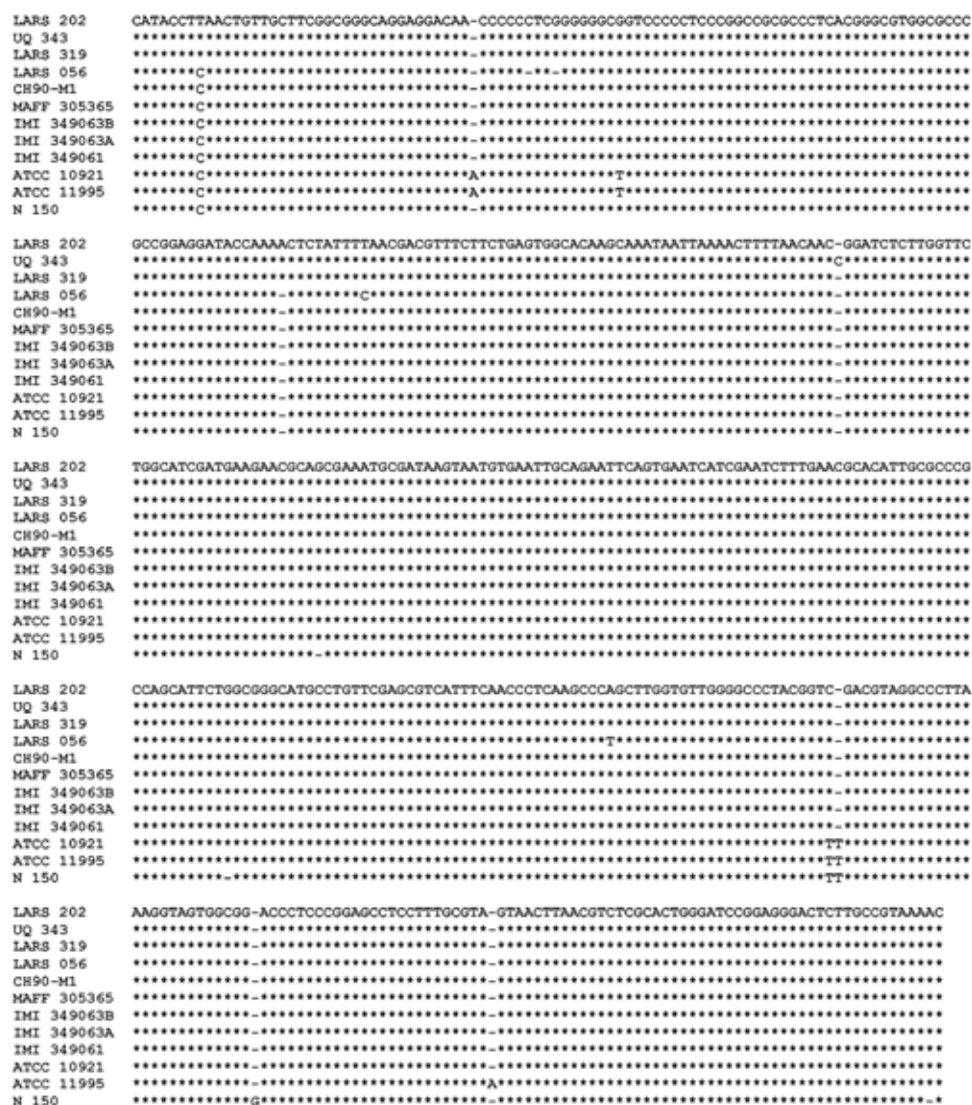 LARS 202 CATACCTTAACTGTTGCTTCGGCGGGCAGGAGGACAA-CCCCCCTCGGGGGGCGGTCCCCCTCCCGGCCGCGCCCTCACGGGCGTGGCGCCC
UQ 343 *************************************-******************************************************
LARS 319 *************************************-******************************************************
LARS 056 *******C*****************************-*****-**-*********************************************
CH90-M1 *******C*****************************-******************************************************
MAFF 305365 *******C*****************************-******************************************************
IMI 349063B *******C*****************************-******************************************************
IMI 349063A *******C*****************************-******************************************************
IMI 349061 *******C*****************************-******************************************************
ATCC 10921 *******C*****************************A***************T**************************************
ATCC 11995 *******C*****************************A***************T**************************************
N 150 *******C*****************************-******************************************************
LARS 202 GCCGGAGGATACCAAAACTCTATTTTAACGACGTTTCTTCTGAGTGGCACAAGCAAATAATTAAAACTTTTAACAAC-GGATCTCTTGGTTC
UQ 343 *****************************************************************************C**************
LARS 319 *****************************************************************************-**************
LARS 056 ****************-********C***************************************************-**************
CH90-M1 ****************-************************************************************-**************
MAFF 305365 ****************-************************************************************-**************
IMI 349063B ****************-************************************************************-**************
IMI 349063A ****************-************************************************************-**************
IMI 349061 ****************-************************************************************-**************
ATCC 10921 ****************-************************************************************-**************
ATCC 11995 ****************-************************************************************-**************
N 150 ****************-************************************************************-**************
LARS 202 TGGCATCGATGAAGAACGCAGCGAAATGCGATAAGTAATGTGAATTGCAGAATTCAGTGAATCATCGAATCTTTGAACGCACATTGCGCCCG
UQ 343 ********************************************************************************************
LARS 319 ********************************************************************************************
LARS 056 ********************************************************************************************
CH90-M1 ********************************************************************************************
MAFF 305365 ********************************************************************************************
IMI 349063B ********************************************************************************************
IMI 349063A ********************************************************************************************
IMI 349061 ********************************************************************************************
ATCC 10921 ********************************************************************************************
ATCC 11995 ********************************************************************************************
N 150 ********************-***********************************************************************
LARS 202 CCAGCATTCTGGCGGGCATGCCTGTTCGAGCGTCATTTCAACCCTCAAGCCCAGCTTGGTGTTGGGGCCCTACGGTC-GACGTAGGCCCTTA
UQ 343 *****************************************************************************-**************
LARS 319 *****************************************************************************-**************
LARS 056 ****************************************************T************************-**************
CH90-M1 *****************************************************************************-**************
MAFF 305365 *****************************************************************************-**************
IMI 349063B *****************************************************************************-**************
IMI 349063A *****************************************************************************-**************
IMI 349061 *****************************************************************************-**************
ATCC 10921 ****************************************************************************TT**************
ATCC 11995 ****************************************************************************TT**************
N 150 **********-*****************************************************************TT**************
LARS 202 AAGGTAGTGGCGG-ACCCTCCCGGAGCCTCCTTTGCGTA-GTAACTTAACGTCTCGCACTGGGATCCGGAGGGACTCTTGCCGTAAAAC
UQ 343 *************-*************************-*************************************************
LARS 319 *************-*************************-*************************************************
LARS 056 *************-*************************-*************************************************
CH90-M1 *************-*************************-*************************************************
MAFF 305365 *************-*************************-*************************************************
IMI 349063B *************-*************************-*************************************************
IMI 349063A *************-*************************-*************************************************
IMI 349061 *************-*************************-*************************************************
ATCC 10921 *************-*************************-*************************************************
ATCC 11995 *************-*************************A*************************************************
N 150 *************G*************************-***********************************************-*